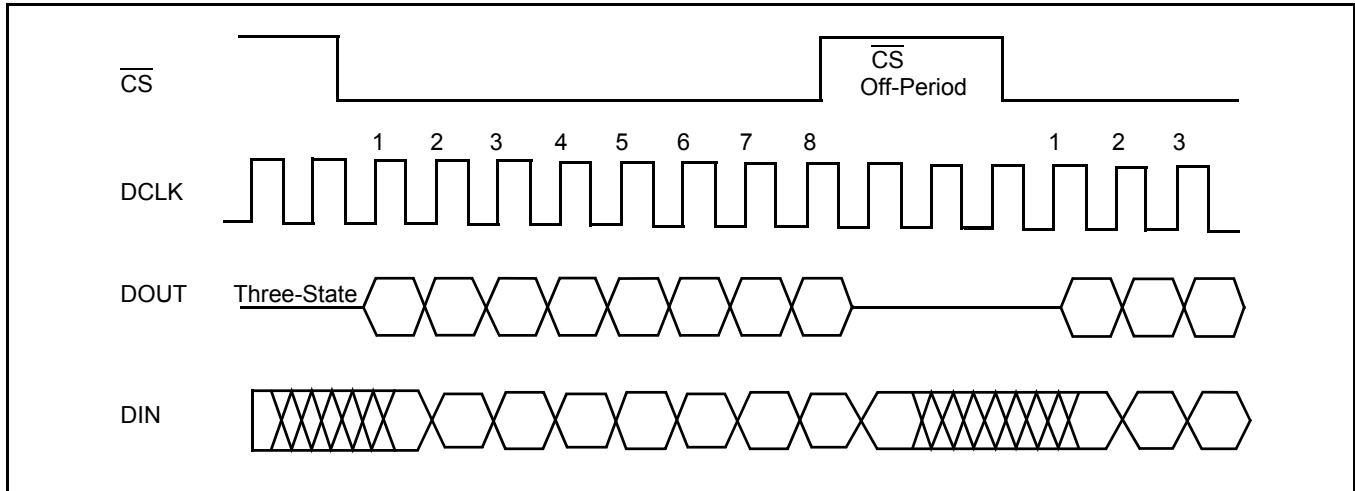 CS
CS
Off-Period
1 2 3 4 5 6 7 8 1 2 3
DCLK
DOUT Three-State
DIN